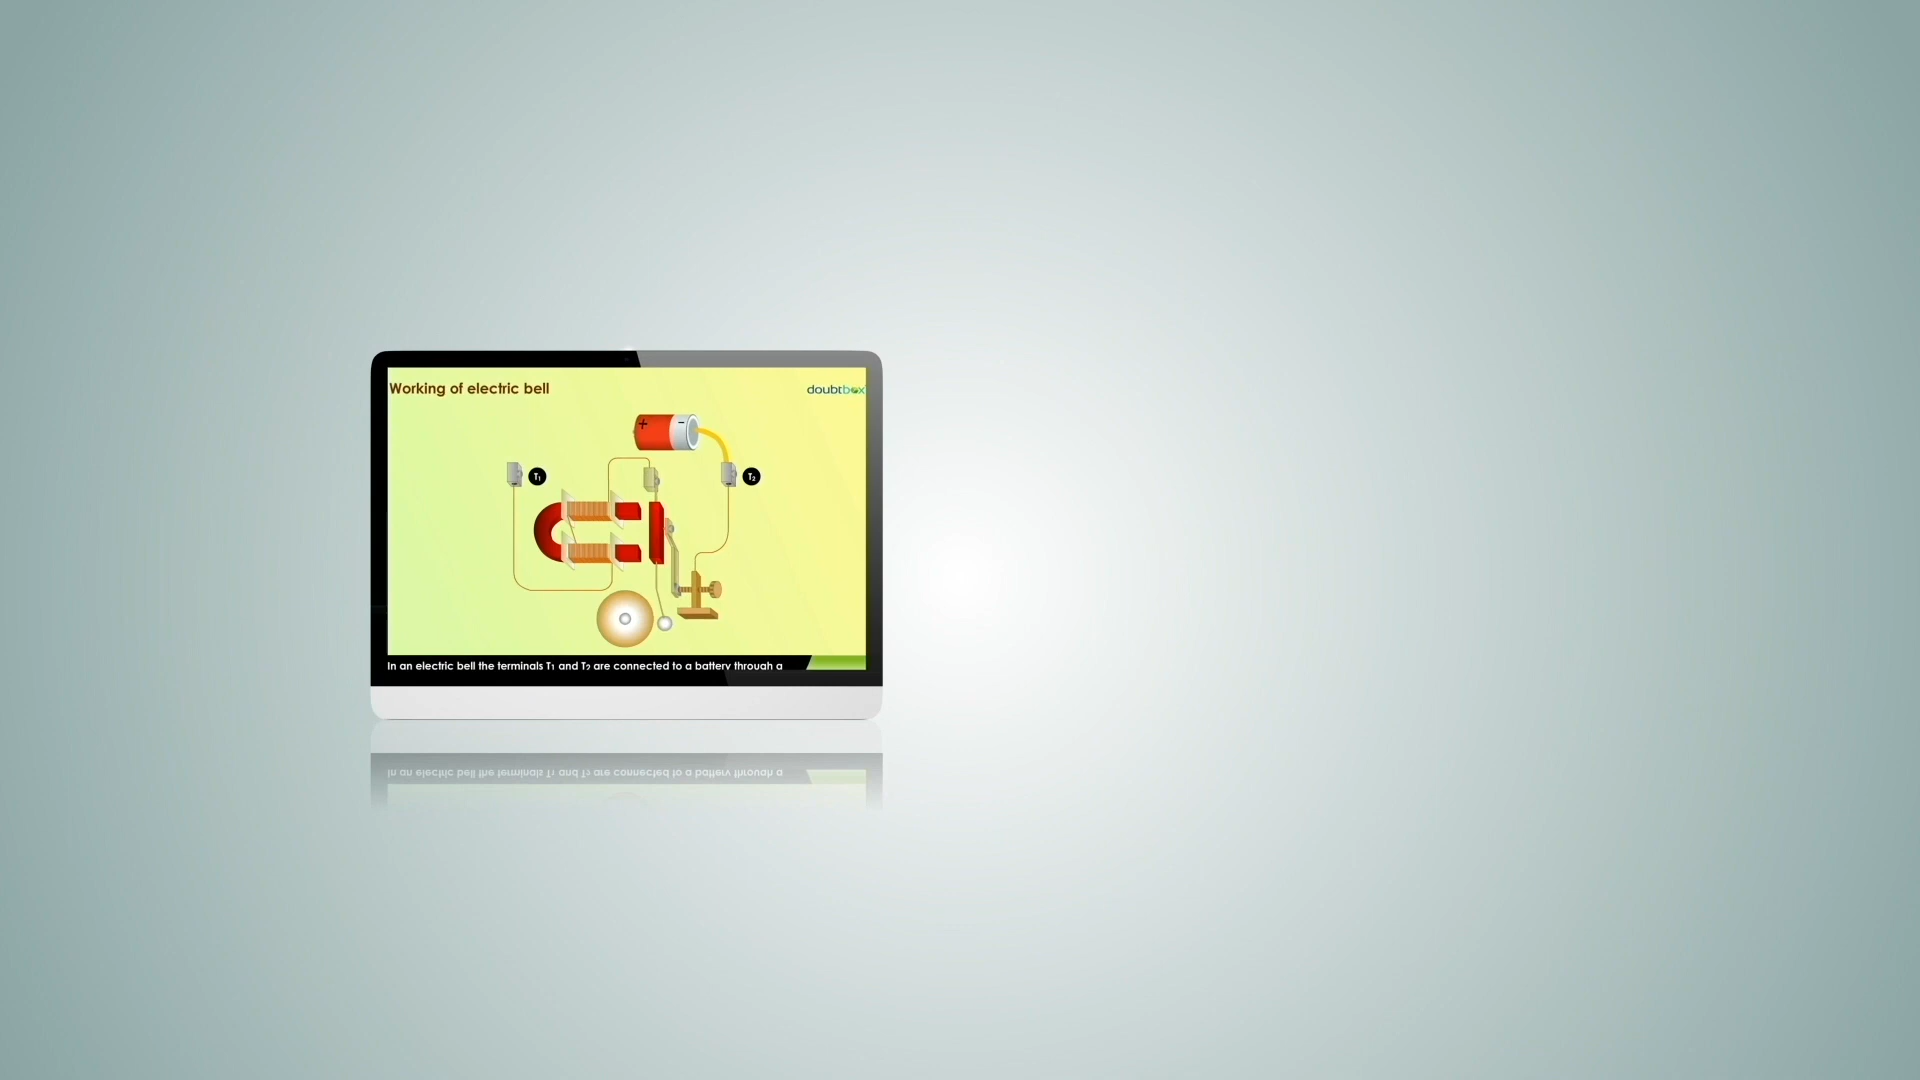 Working of electric bell
doubtbox
+ −
T₁
T₂
In an electric bell the terminals T₁ and T₂ are connected to a battery through a